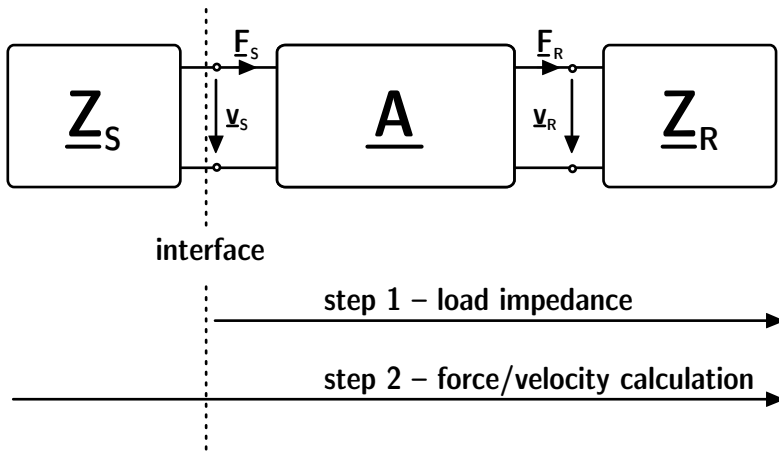 F_S
F_R
Z_S
v_S
A
v_R
Z_R
interface
step 1 – load impedance
step 2 – force/velocity calculation